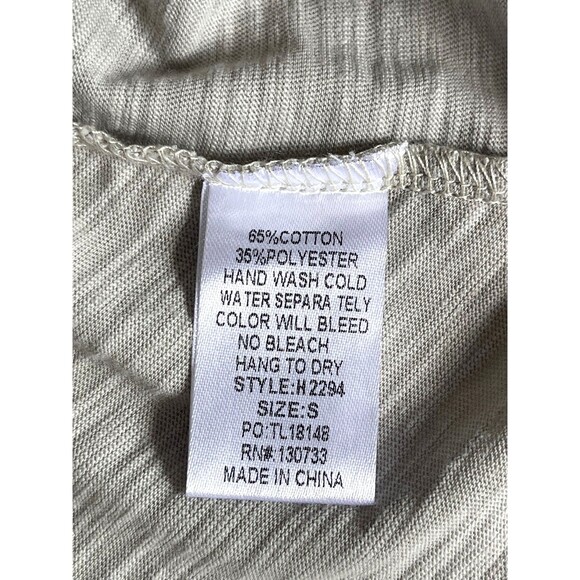 65%COTTON
35%POLYESTER
HAND WASH COLD
WATER SEPARA TELY
COLOR WILL BLEED
NO BLEACH
HANG TO DRY
STYLE:H2294
SIZE:S
PO:TL18148
RN#:130733
MADE IN CHINA